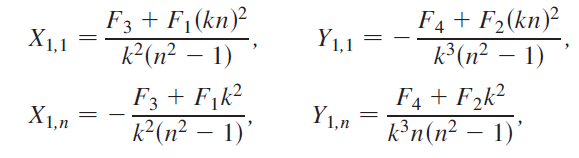 X_{1,1} = \frac{F_3 + F_1(kn)^2}{k^2(n^2 - 1)}, Y_{1,1} = -\frac{F_4 + F_2(kn)^2}{k^3(n^2 - 1)},
X_{1,n} = -\frac{F_3 + F_1k^2}{k^2(n^2 - 1)}, Y_{1,n} = \frac{F_4 + F_2k^2}{k^3n(n^2 - 1)},